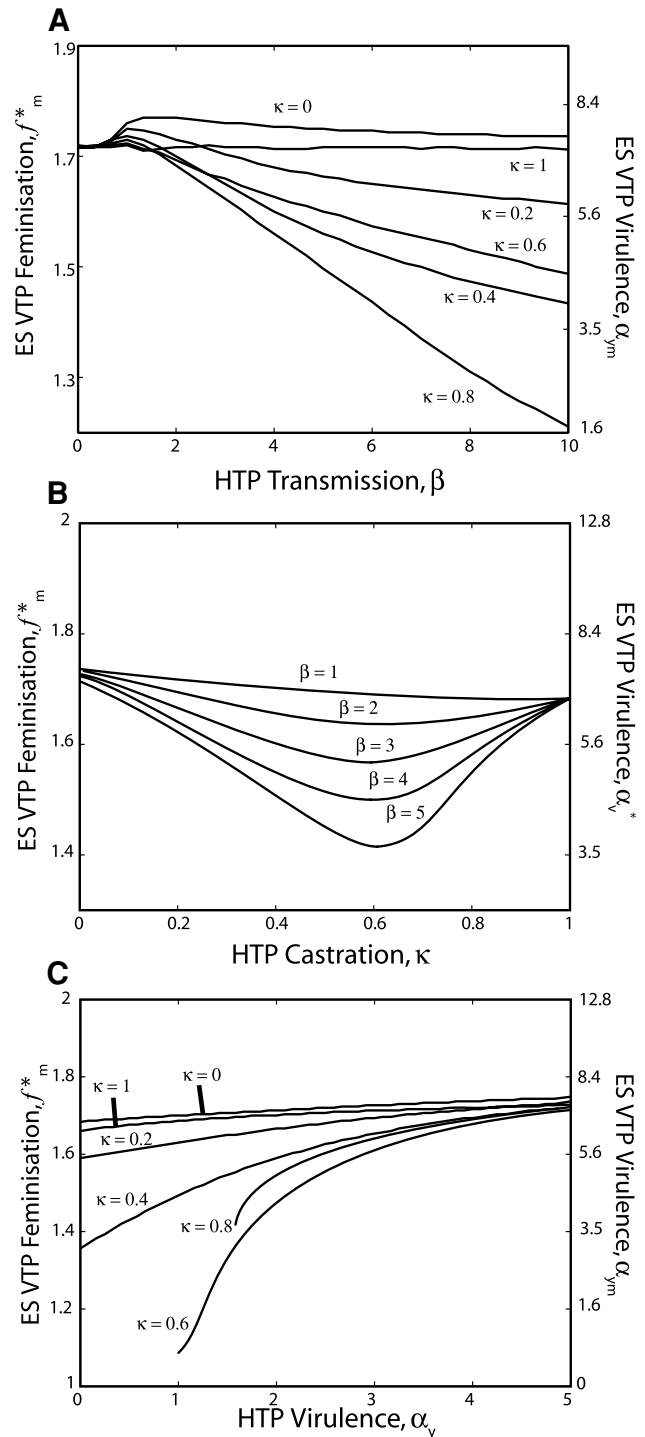 A
ES VTP Feminisation, f*m
1.9
1.7
1.5
1.3
κ = 0
κ = 1
κ = 0.2
κ = 0.6
κ = 0.4
κ = 0.8
8.4
5.6
3.5
1.6
ES VTP Virulence, αym
0 2 4 6 8 10
HTP Transmission, β
B
ES VTP Feminisation, f*m
2
1.8
1.6
1.4
β = 1
β = 2
β = 3
β = 4
β = 5
12.8
8.4
5.6
3.5
ES VTP Virulence, αv*
0 0.2 0.4 0.6 0.8 1
HTP Castration, κ
C
ES VTP Feminisation, f*m
2
1.8
1.6
1.4
1.2
1
κ = 0
κ = 1
κ = 0.2
κ = 0.4
κ = 0.8
κ = 0.6
12.8
8.4
5.6
3.5
1.6
0
ES VTP Virulence, αym
0 1 2 3 4 5
HTP Virulence, αv